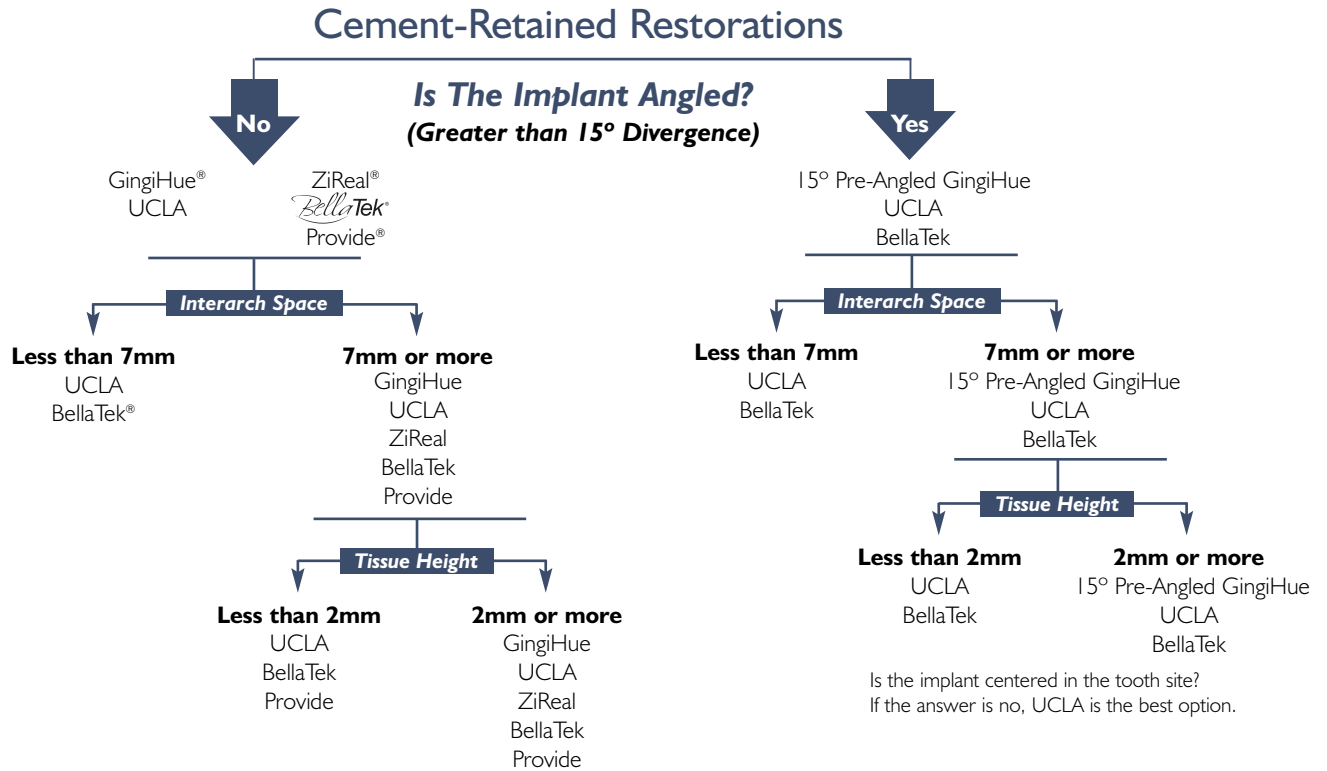 Cement-Retained Restorations
Is The Implant Angled?
(Greater than 15º Divergence)
No
GingiHue®
UCLA
ZiReal®
BellaTek®
Provide®
Interarch Space
Less than 7mm
UCLA
BellaTek®
7mm or more
GingiHue
UCLA
ZiReal
BellaTek
Provide
Tissue Height
Less than 2mm
UCLA
BellaTek
Provide
2mm or more
GingiHue
UCLA
ZiReal
BellaTek
Provide
Yes
15º Pre-Angled GingiHue
UCLA
BellaTek
Interarch Space
Less than 7mm
UCLA
BellaTek
7mm or more
15º Pre-Angled GingiHue
UCLA
BellaTek
Tissue Height
Less than 2mm
UCLA
BellaTek
2mm or more
15º Pre-Angled GingiHue
UCLA
BellaTek
Is the implant centered in the tooth site?
If the answer is no, UCLA is the best option.